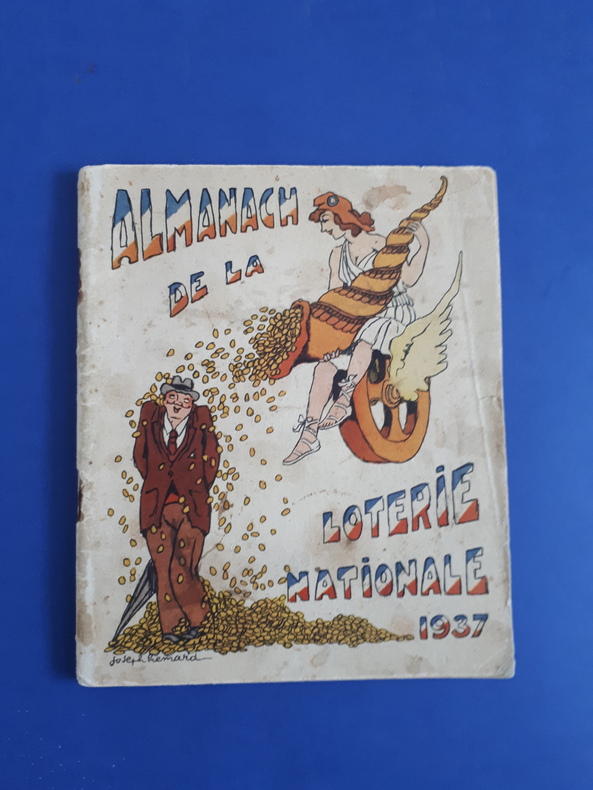 ALMANACH
DE LA
LOTERIE
NATIONALE
1937
Joseph Hémard